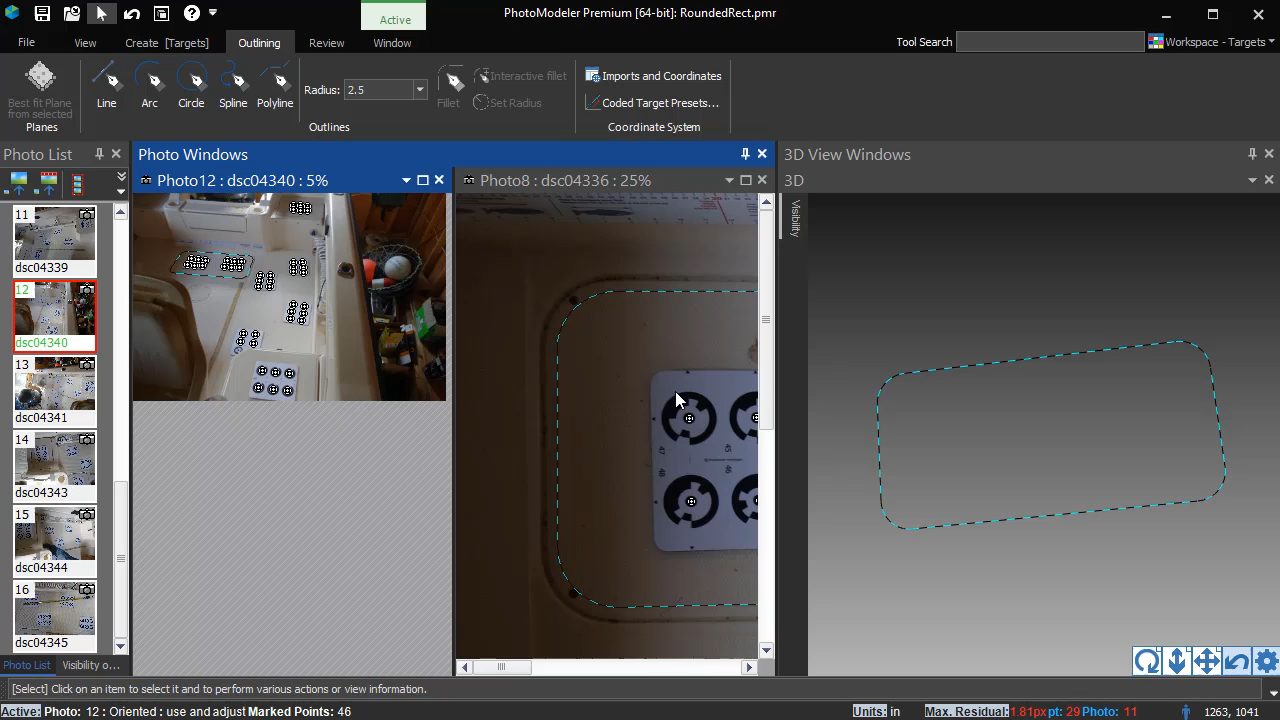 PhotoModeler Premium [64-bit]: RoundedRect.pmr
Active
File View Create [Targets] Outlining Review Window
Tool Search Workspace - Targets
Best fit Plane
from selected
Planes
Line Arc Circle Spline Polyline
Radius: 2.5
Fillet
Interactive fillet
Set Radius
Outlines
Imports and Coordinates
Coded Target Presets...
Coordinate System
Photo List
Photo Windows
3D View Windows
Photo12 : dsc04340 : 5%
Photo8 : dsc04336 : 25%
3D
Visibility
11
dsc04339
12
dsc04340
13
dsc04341
14
dsc04343
15
dsc04344
16
dsc04345
47 45
48 46
Photo List Visibility o...
[Select] Click on an item to select it and to perform various actions or view information.
Active: Photo: 12 : Oriented : use and adjust Marked Points: 46
Units: in
Max. Residual: 1.81px pt: 29 Photo: 11
1263, 1041